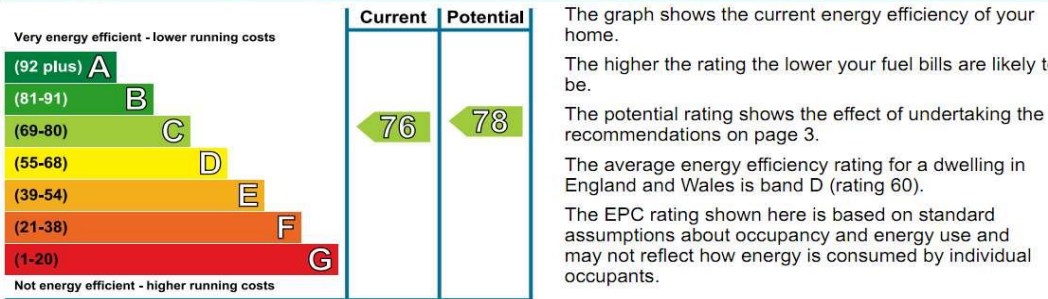 Current Potential
Very energy efficient - lower running costs
(92 plus) A
(81-91) B
(69-80) C
76 78
(55-68) D
(39-54) E
(21-38) F
(1-20) G
Not energy efficient - higher running costs
The graph shows the current energy efficiency of your
home.
The higher the rating the lower your fuel bills are likely to
be.
The potential rating shows the effect of undertaking the
recommendations on page 3.
The average energy efficiency rating for a dwelling in
England and Wales is band D (rating 60).
The EPC rating shown here is based on standard
assumptions about occupancy and energy use and
may not reflect how energy is consumed by individual
occupants.